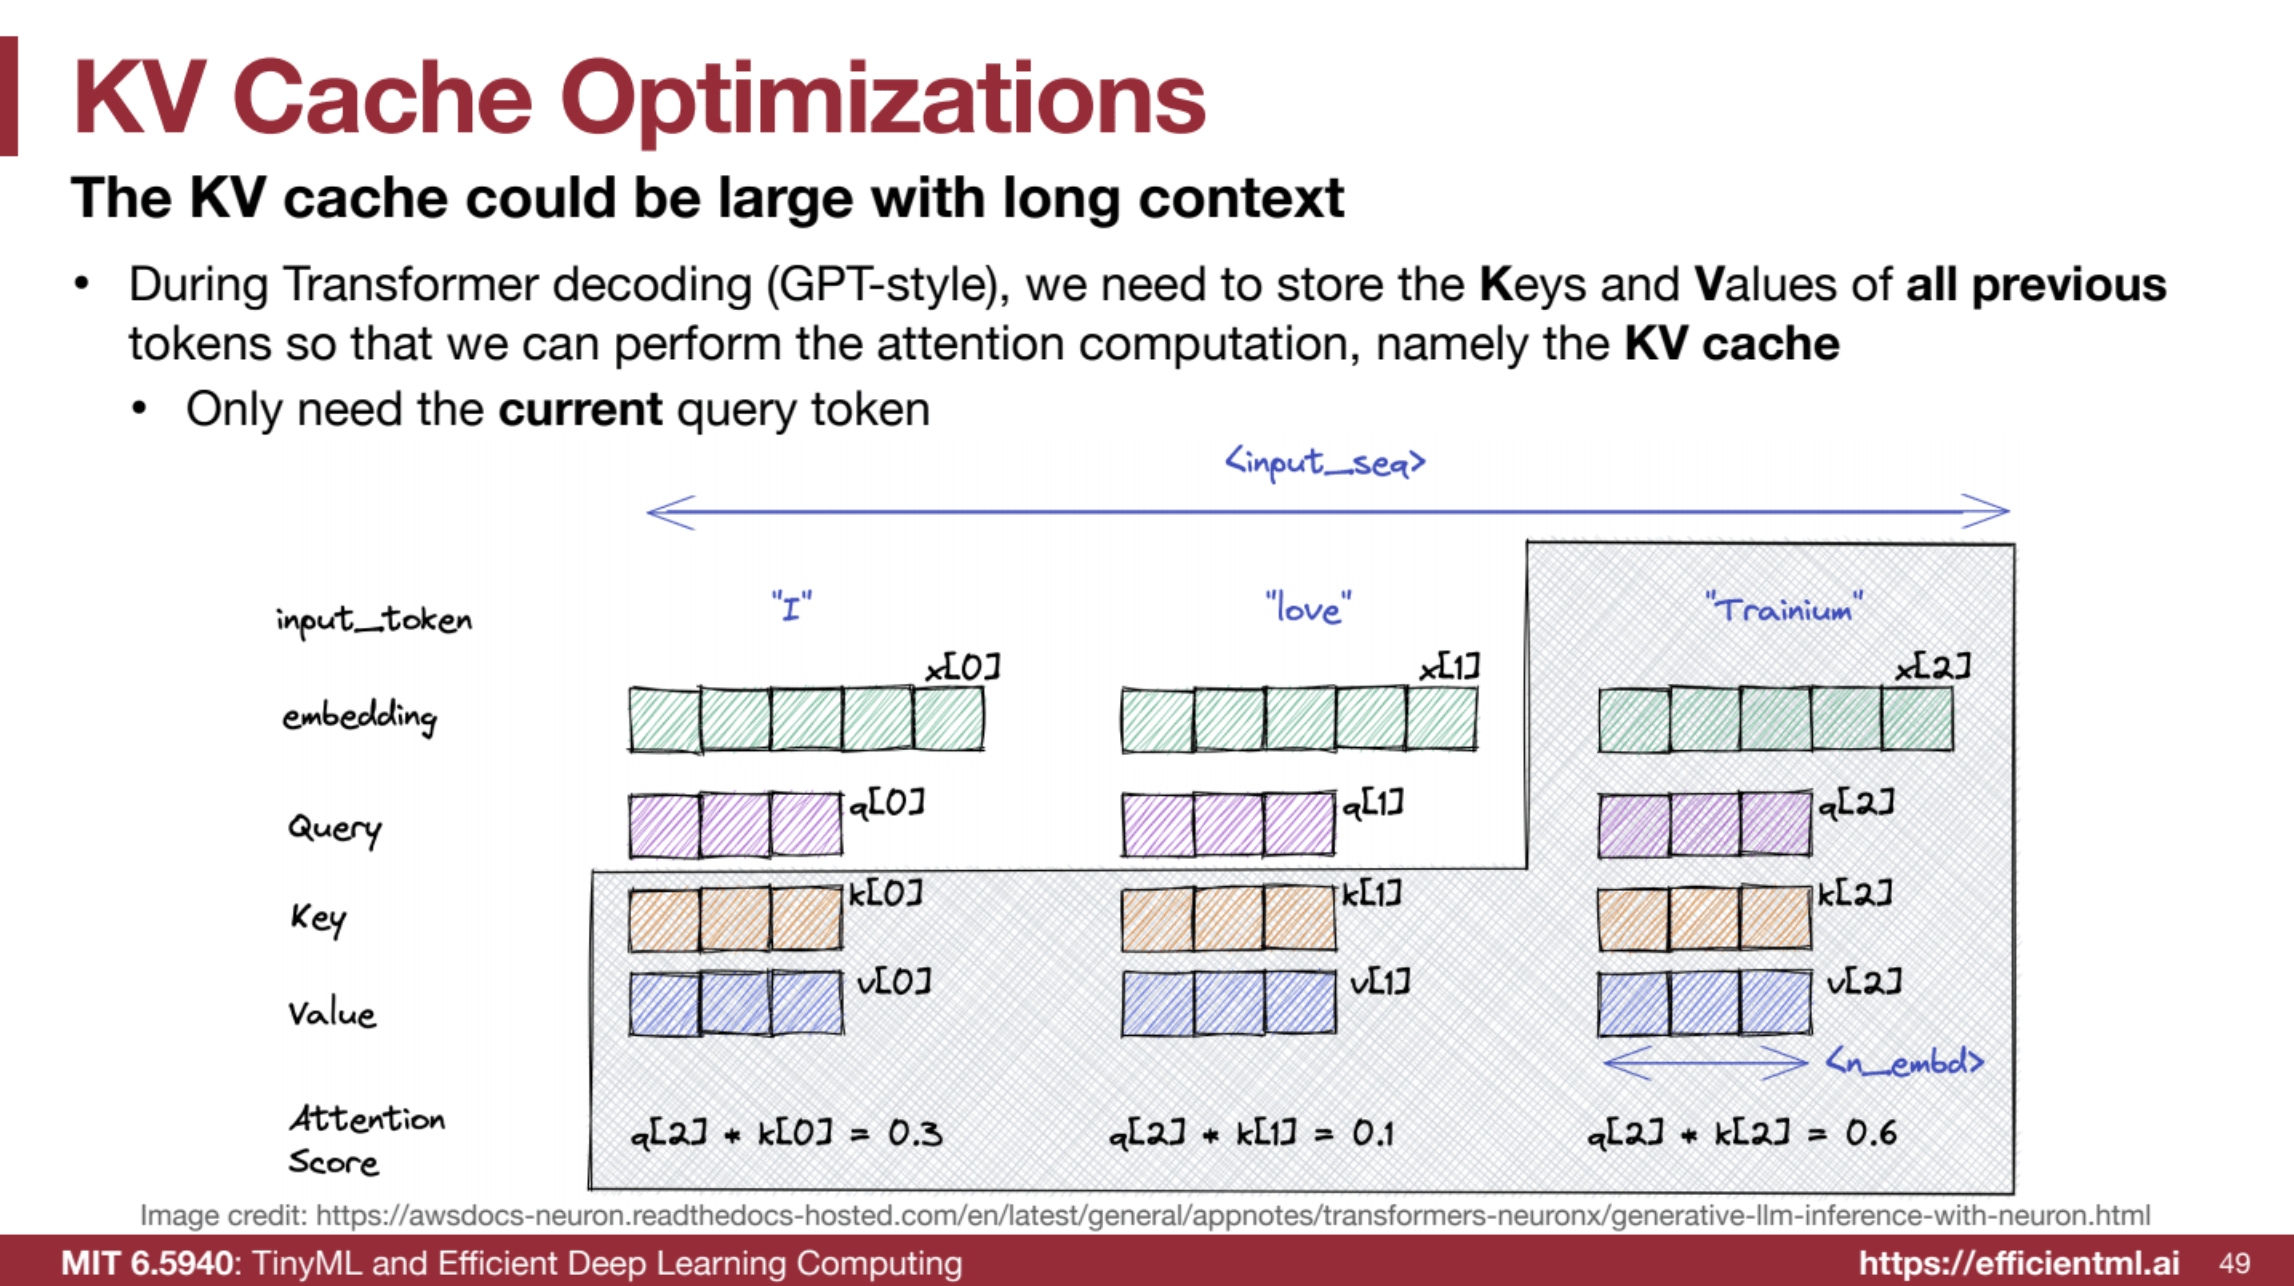 KV Cache Optimizations
The KV cache could be large with long context
• During Transformer decoding (GPT-style), we need to store the Keys and Values of all previous
tokens so that we can perform the attention computation, namely the KV cache
• Only need the current query token
<input_seq>
input_token "I" "love" "Trainium"
x[0] x[1] x[2]
embedding
Query q[0] q[1] q[2]
Key k[0] k[1] k[2]
Value v[0] v[1] v[2]
<n_embd>
Attention
Score
q[2] * k[0] = 0.3 q[2] * k[1] = 0.1 q[2] * k[2] = 0.6
Image credit: https://awsdocs-neuron.readthedocs-hosted.com/en/latest/general/appnotes/transformers-neuronx/generative-llm-inference-with-neuron.html
MIT 6.5940: TinyML and Efficient Deep Learning Computing https://efficientml.ai 49